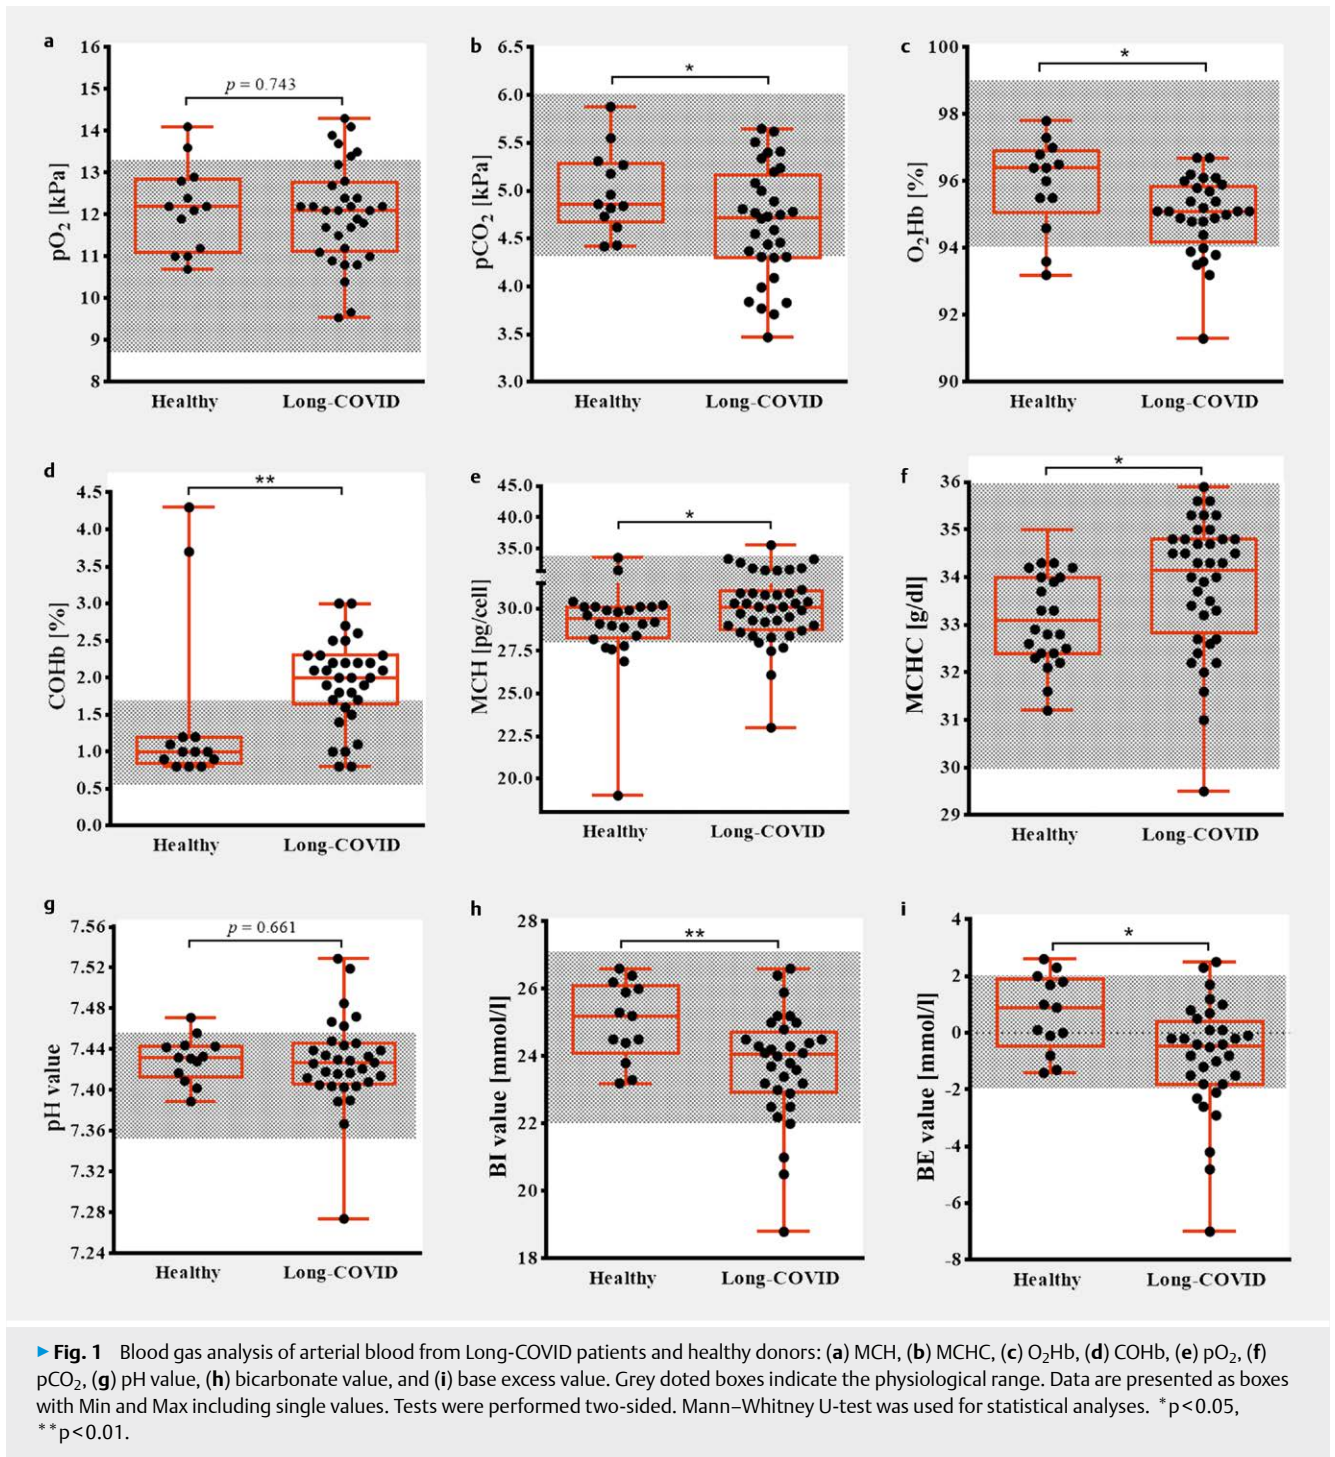 a
16
15
14
13
12
11
10
9
8
pO2 [kPa]
p = 0.743
Healthy
Long-COVID
b
6.5
6.0
5.5
5.0
4.5
4.0
3.5
3.0
pCO2 [kPa]
*
Healthy
Long-COVID
c
100
98
96
94
92
90
O2Hb [%]
*
Healthy
Long-COVID
d
4.5
4.0
3.5
3.0
2.5
2.0
1.5
1.0
0.5
0.0
COHb [%]
**
Healthy
Long-COVID
e
45.0
40.0
35.0
30.0
27.5
25.0
22.5
20.0
MCH [pg/cell]
*
Healthy
Long-COVID
f
36
35
34
33
32
31
30
29
MCHC [g/dl]
*
Healthy
Long-COVID
g
7.56
7.52
7.48
7.44
7.40
7.36
7.32
7.28
7.24
pH value
p = 0.661
Healthy
Long-COVID
h
28
26
24
22
20
18
BI value [mmol/l]
**
Healthy
Long-COVID
i
4
2
0
-2
-4
-6
-8
BE value [mmol/l]
*
Healthy
Long-COVID
▶ Fig. 1 Blood gas analysis of arterial blood from Long-COVID patients and healthy donors: (a) MCH, (b) MCHC, (c) O2Hb, (d) COHb, (e) pO2, (f)
pCO2, (g) pH value, (h) bicarbonate value, and (i) base excess value. Grey doted boxes indicate the physiological range. Data are presented as boxes
with Min and Max including single values. Tests were performed two-sided. Mann–Whitney U-test was used for statistical analyses. *p<0.05,
**p<0.01.